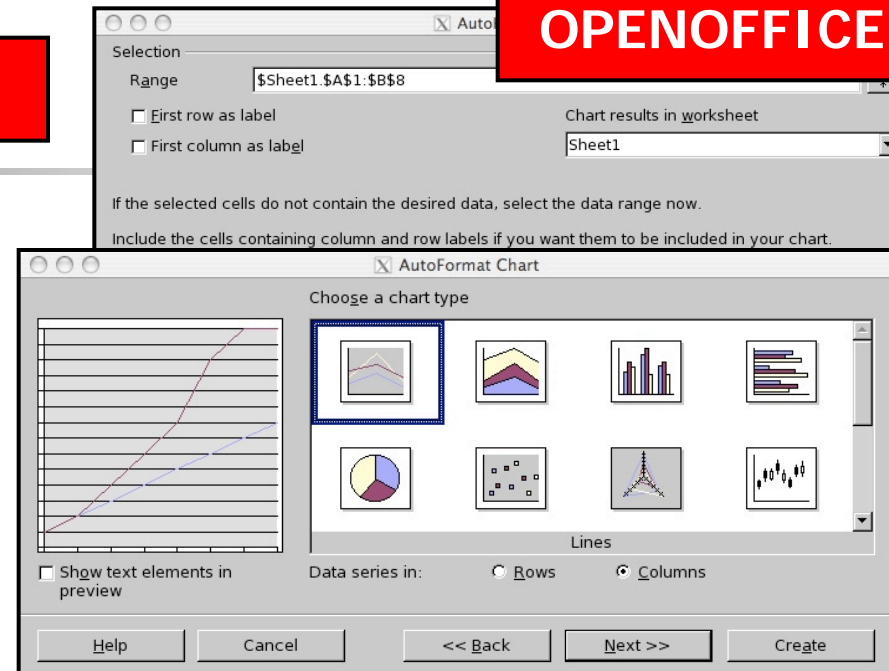 OPENOFFICE
Selection
Range $Sheet1.$A$1:$B$8
First row as label Chart results in worksheet
First column as label Sheet1
If the selected cells do not contain the desired data, select the data range now.
Include the cells containing column and row labels if you want them to be included in your chart.
AutoFormat Chart
Choose a chart type
Lines
Show text elements in preview Data series in: Rows Columns
Help Cancel << Back Next >> Create